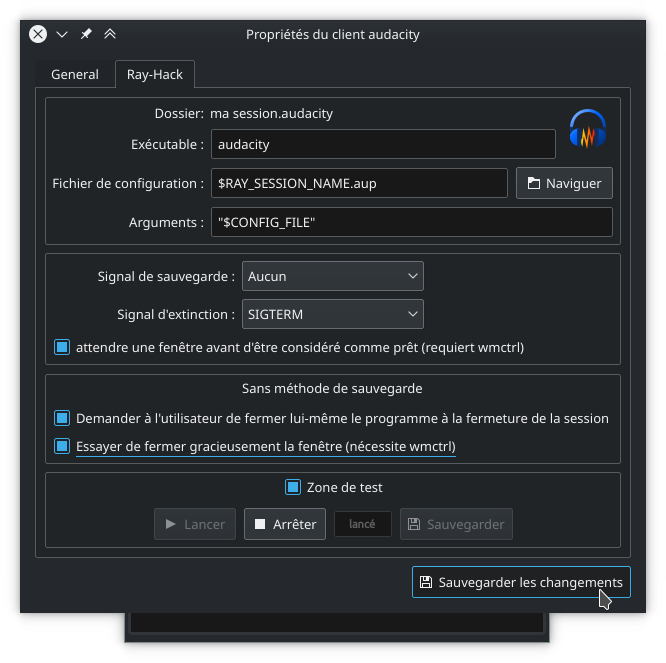 Propriétés du client audacity
General Ray-Hack
Dossier: ma session.audacity
Exécutable : audacity
Fichier de configuration : $RAY_SESSION_NAME.aup Naviguer
Arguments : "$CONFIG_FILE"
Signal de sauvegarde : Aucun
Signal d'extinction : SIGTERM
attendre une fenêtre avant d'être considéré comme prêt (requiert wmctrl)
Sans méthode de sauvegarde
Demander à l'utilisateur de fermer lui-même le programme à la fermeture de la session
Essayer de fermer gracieusement la fenêtre (nécessite wmctrl)
Zone de test
Lancer Arrêter lancé Sauvegarder
Sauvegarder les changements